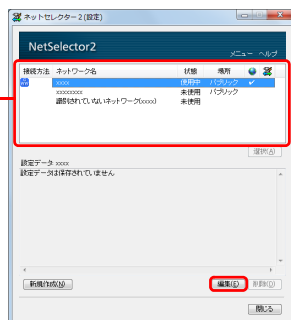 ネットセレクター2(設定)
NetSelector2
メニュー ヘルプ
接続方法 ネットワーク名 状態 場所
xxxx 使用中 パブリック
xxxxxxxx 未使用 パブリック
識別されていないネットワーク(xxxx) 未使用
選択(A)
設定データ: xxxx
設定データは保存されていません
新規作成(N) 編集(E) 削除(D)
閉じる